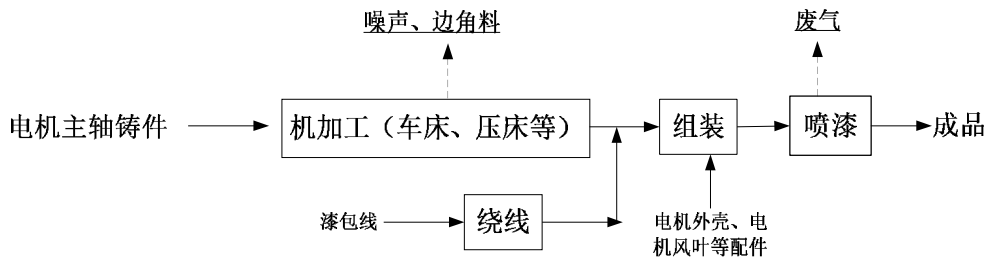 噪声、边角料
废气
电机主轴铸件
机加工（车床、压床等）
组装
喷漆
成品
漆包线
绕线
电机外壳、电
机风叶等配件